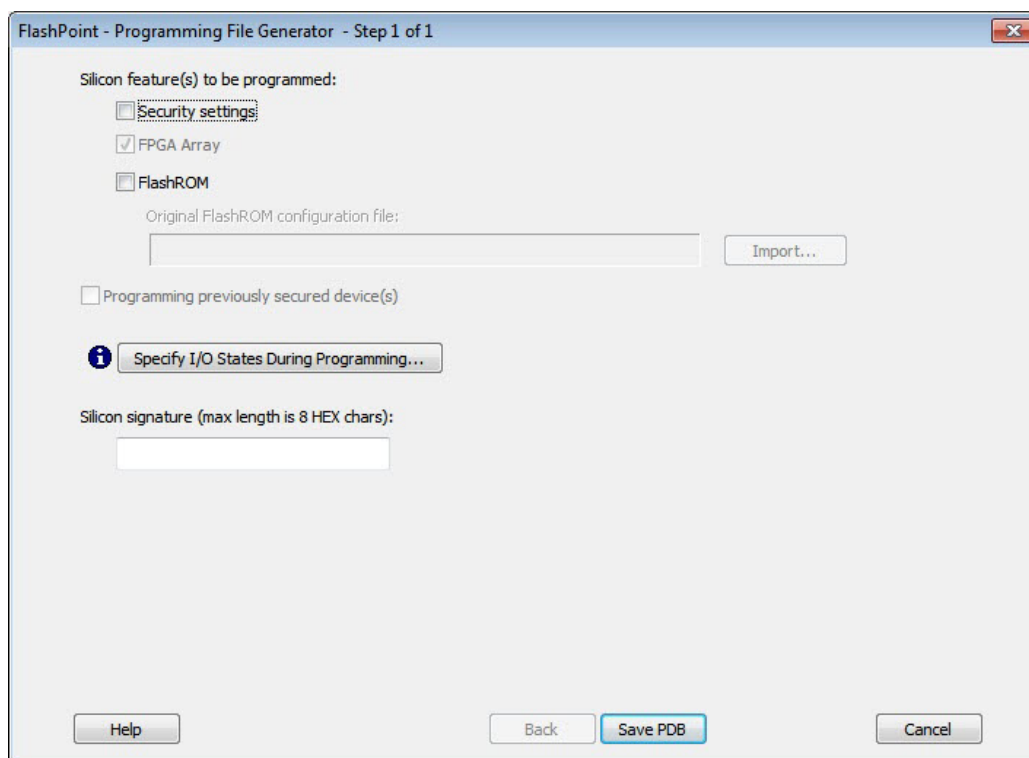 FlashPoint - Programming File Generator - Step 1 of 1
Silicon feature(s) to be programmed:
Security settings
FPGA Array
FlashROM
Original FlashROM configuration file:
Import...
Programming previously secured device(s)
Specify I/O States During Programming...
Silicon signature (max length is 8 HEX chars):
Help
Back
Save PDB
Cancel